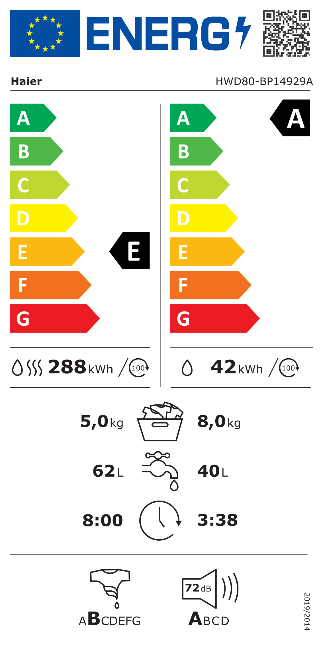 ENERG
Haier HWD80-BP14929A
A A A
B B
C C
D D
E E E
F F
G G
288 kWh / 100 42 kWh / 100
5,0 kg 8,0 kg
62 L 40 L
8:00 3:38
72 dB
ABCDEFG ABCD
2019/2014